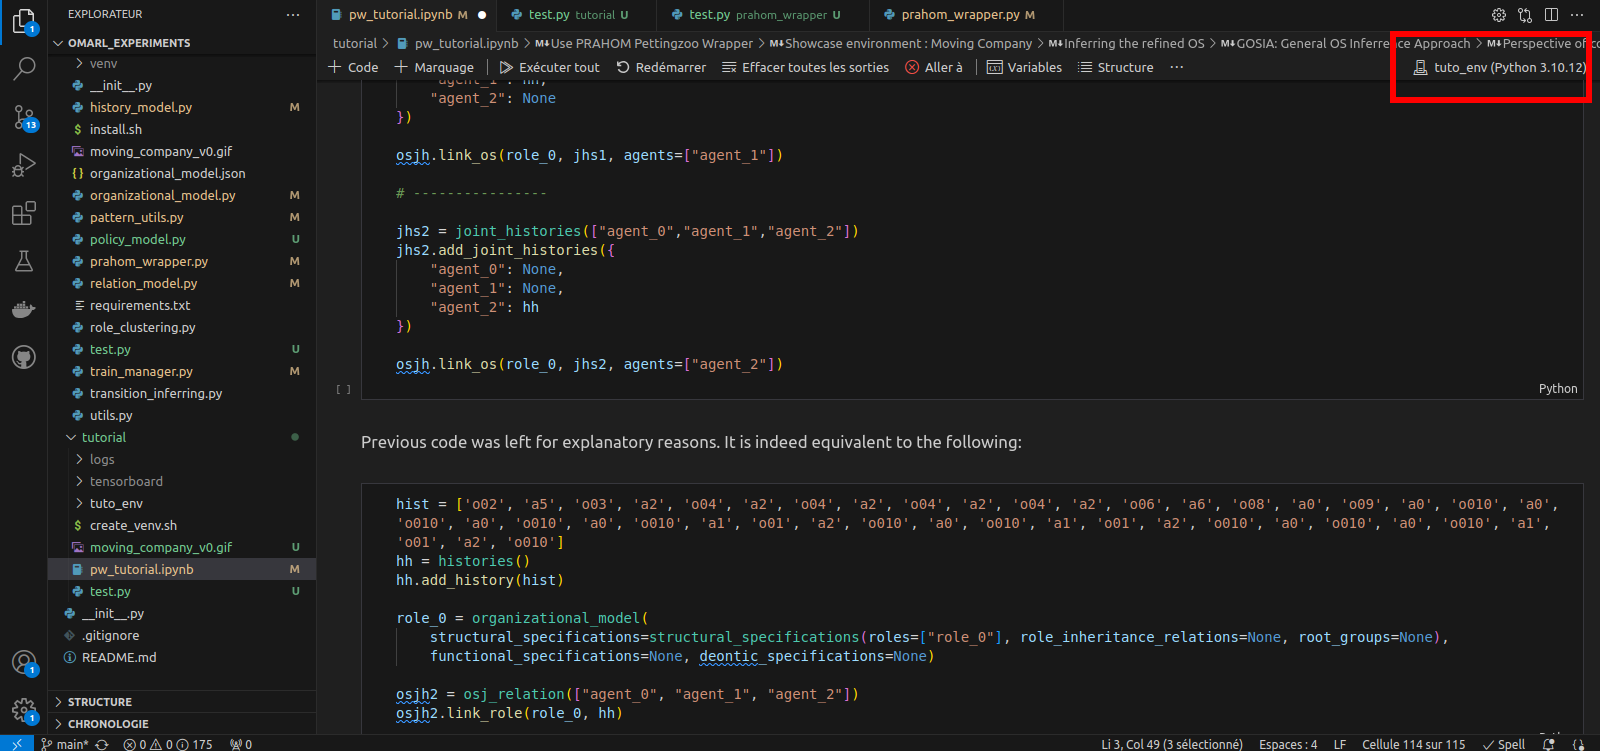 EXPLORATEUR
OMARL_EXPERIMENTS
venv
__init__.py
history_model.py M
install.sh
moving_company_v0.gif
organizational_model.json
organizational_model.py M
pattern_utils.py M
policy_model.py U
prahom_wrapper.py M
relation_model.py M
requirements.txt
role_clustering.py
test.py U
train_manager.py M
transition_inferring.py
utils.py
tutorial
logs
tensorboard
tuto_env
create_venv.sh
moving_company_v0.gif U
pw_tutorial.ipynb M
test.py U
__init__.py
.gitignore
README.md
STRUCTURE
CHRONOLOGIE
1
13
1
1
pw_tutorial.ipynb M test.py tutorial U test.py prahom_wrapper U prahom_wrapper.py M
tutorial > pw_tutorial.ipynb > Use PRAHOM Pettingzoo Wrapper > Showcase environment : Moving Company > Inferring the refined OS > GOSIA: General OS Inference Approach > Perspective of co
Code Marque Exécuter tout Redémarrer Effacer toutes les sorties Aller à Variables Structure ... tuto_env (Python 3.10.12)
"agent_1": hh,
"agent_2": None
})
osjh.link_os(role_0, jhs1, agents=["agent_1"])
# ----------------
jhs2 = joint_histories(["agent_0","agent_1","agent_2"])
jhs2.add_joint_histories({
"agent_0": None,
"agent_1": None,
"agent_2": hh
})
osjh.link_os(role_0, jhs2, agents=["agent_2"])
[ ] Python
Previous code was left for explanatory reasons. It is indeed equivalent to the following:
hist = ['o02', 'a5', 'o03', 'a2', 'o04', 'a2', 'o04', 'a2', 'o04', 'a2', 'o04', 'a2', 'o06', 'a6', 'o08', 'a0', 'o09', 'a0', 'o010', 'a0',
'o010', 'a0', 'o010', 'a0', 'o010', 'a1', 'o01', 'a2', 'o010', 'a0', 'o010', 'a1', 'o01', 'a2', 'o010', 'a0', 'o010', 'a0', 'o010', 'a1',
'o01', 'a2', 'o010']
hh = histories()
hh.add_history(hist)
role_0 = organizational_model(
structural_specifications=structural_specifications(roles=["role_0"], role_inheritance_relations=None, root_groups=None),
functional_specifications=None, deontic_specifications=None)
osjh2 = osj_relation(["agent_0", "agent_1", "agent_2"])
osjh2.link_role(role_0, hh)
main* 0 0 175 0 Li 3, Col 49 (3 sélectionné) Espaces : 4 LF Cellule 114 sur 115 Spell